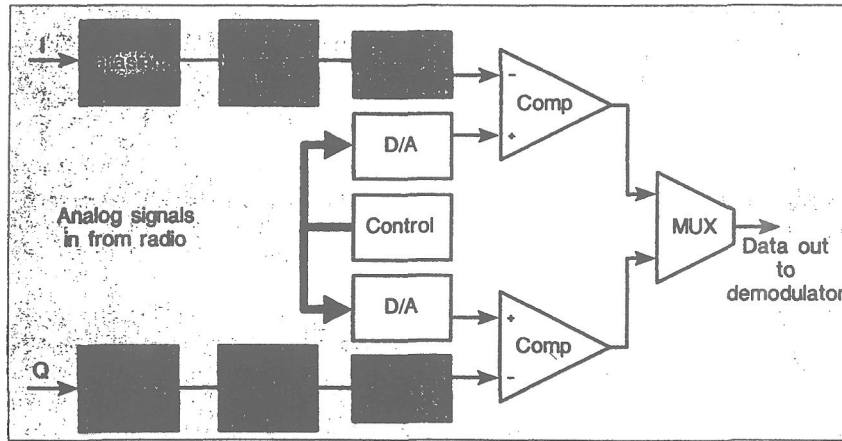 I
Comp
-
+
D/A
Control
D/A
Analog signals
in from radio
MUX
Data out
to
demodulator
+
-
Comp
Q